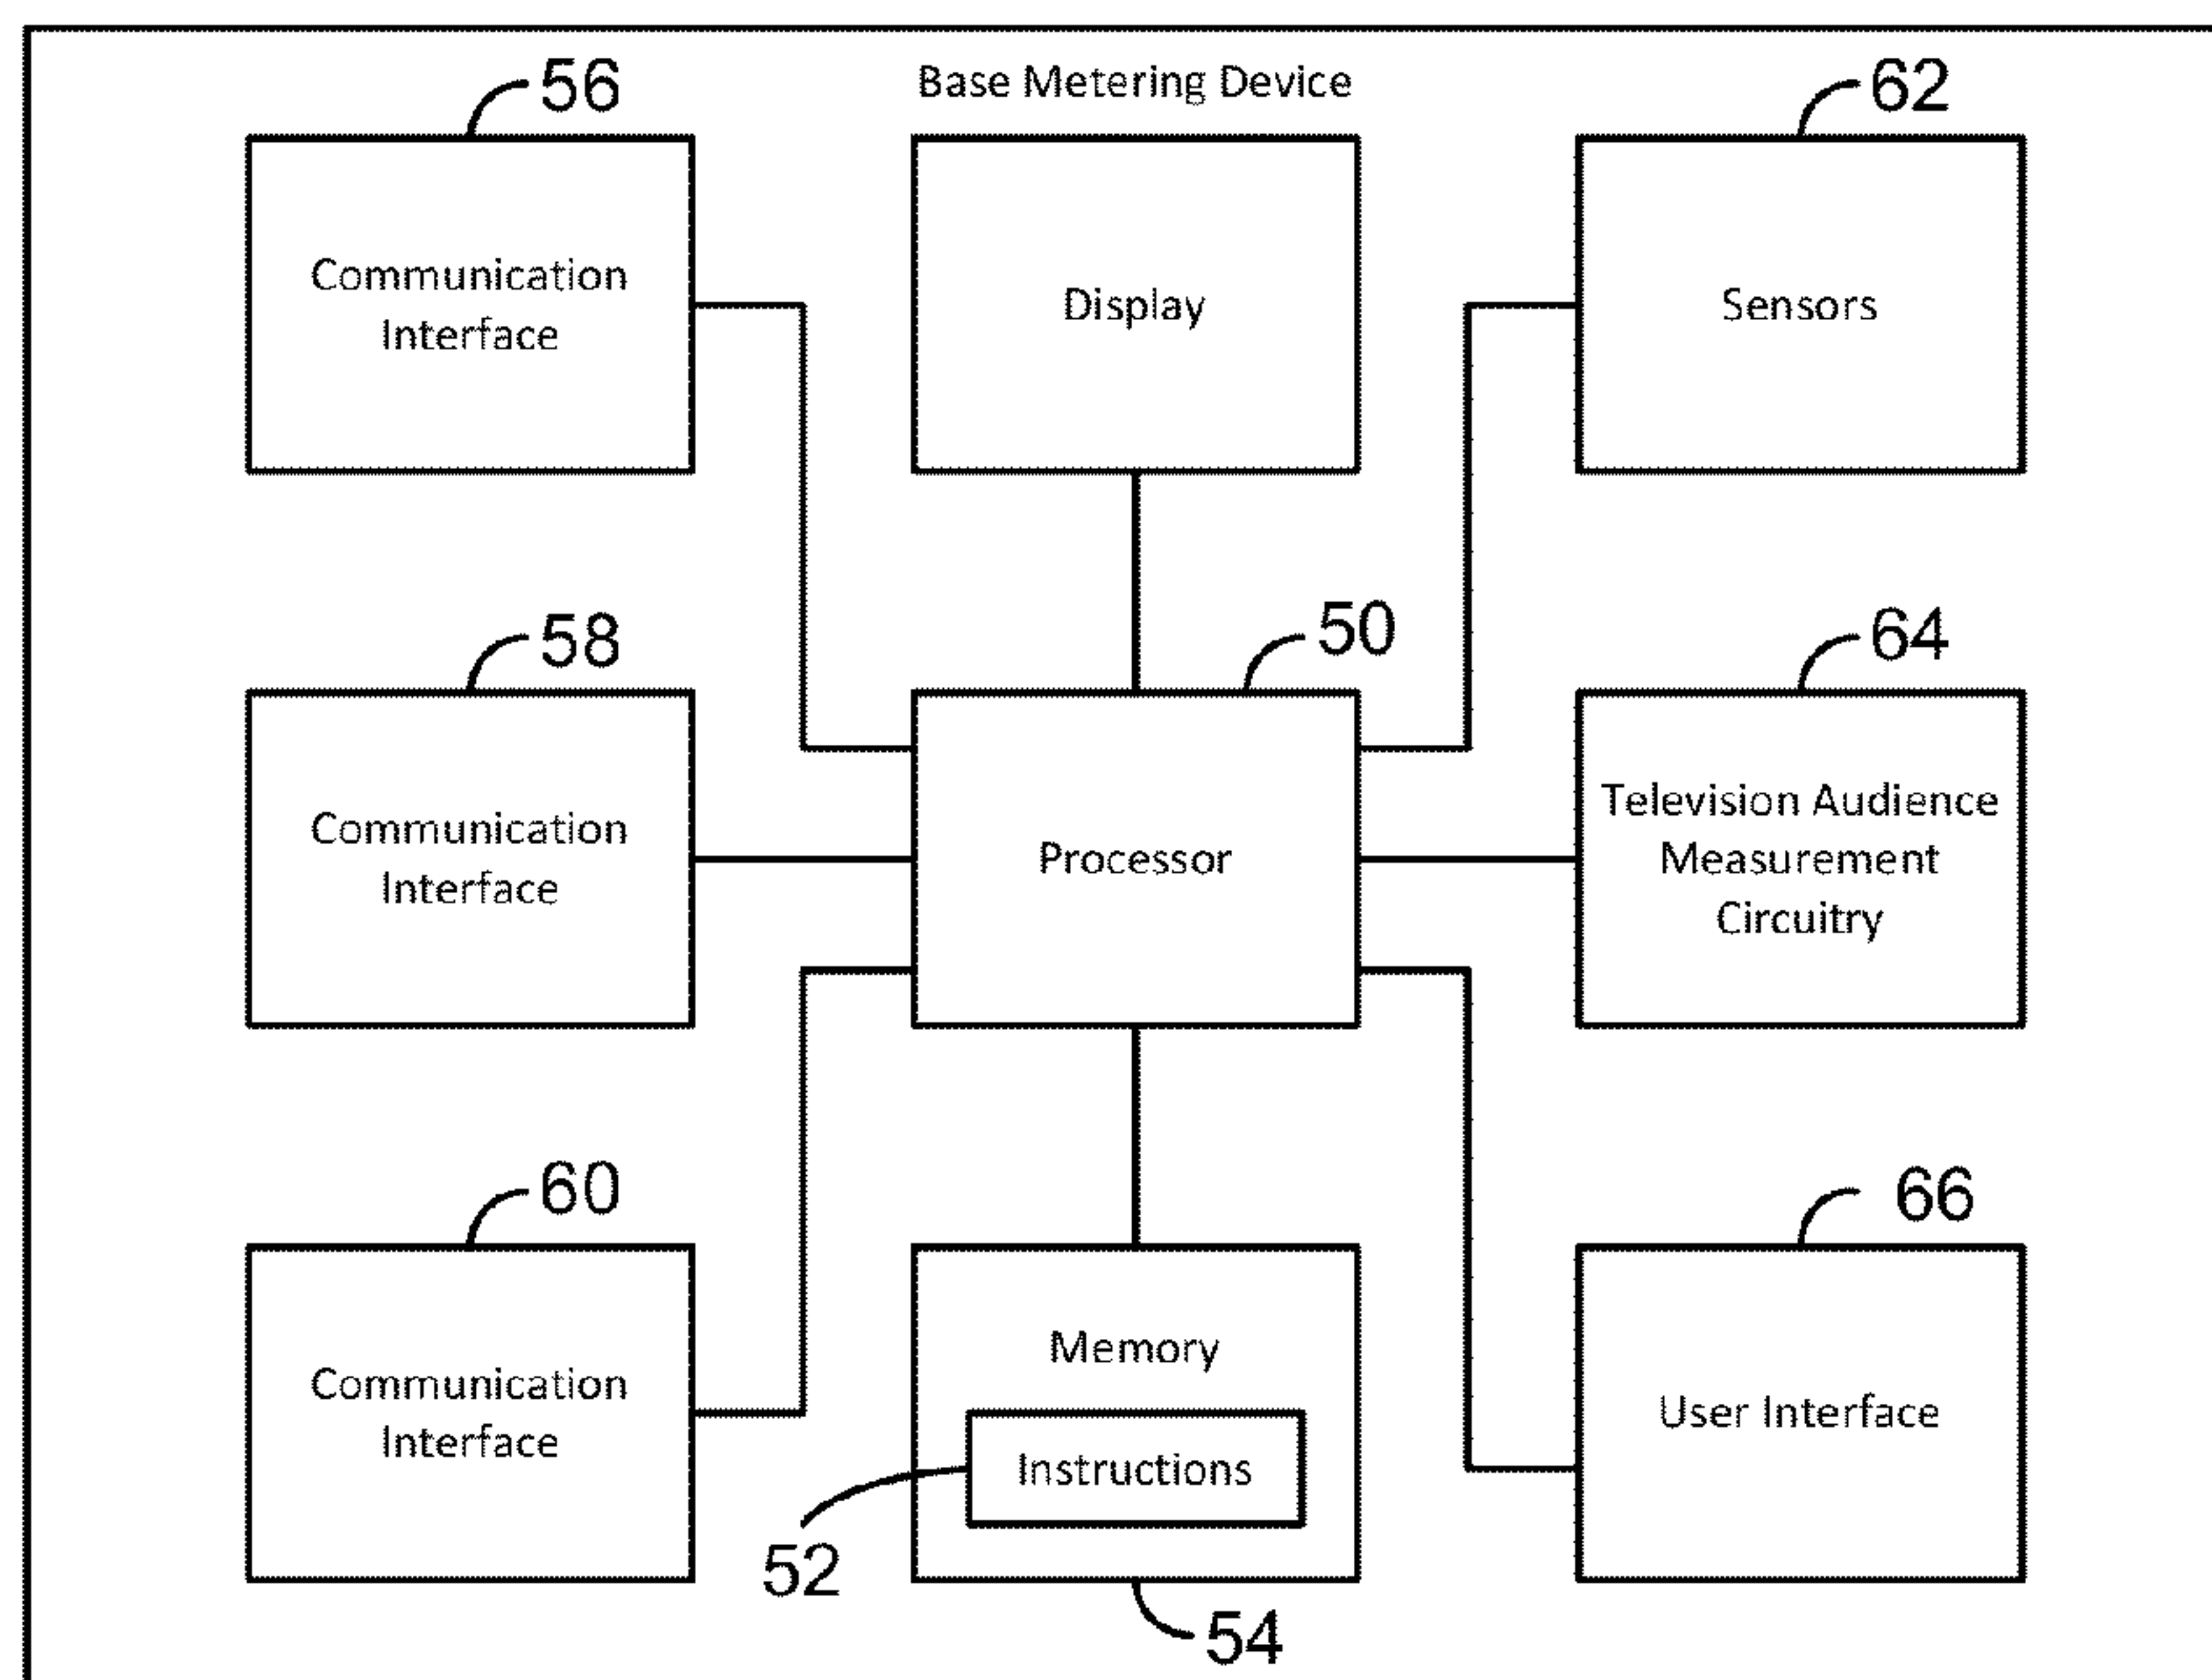 Base Metering Device
56
62
Communication
Interface
Display
Sensors
58
50
64
Communication
Interface
Processor
Television Audience
Measurement
Circuitry
60
66
Communication
Interface
Memory
Instructions
User Interface
52
54